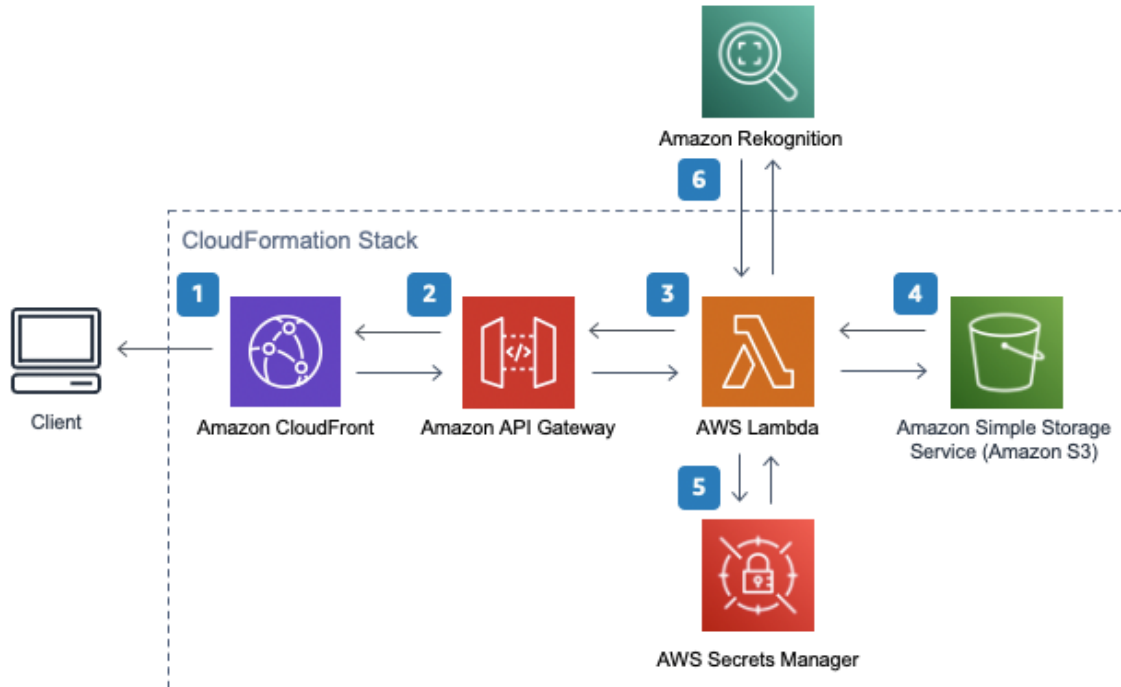 Amazon Rekognition
6
CloudFormation Stack
1
2
3
4
</>
Client
Amazon CloudFront
Amazon API Gateway
AWS Lambda
Amazon Simple Storage
Service (Amazon S3)
5
AWS Secrets Manager